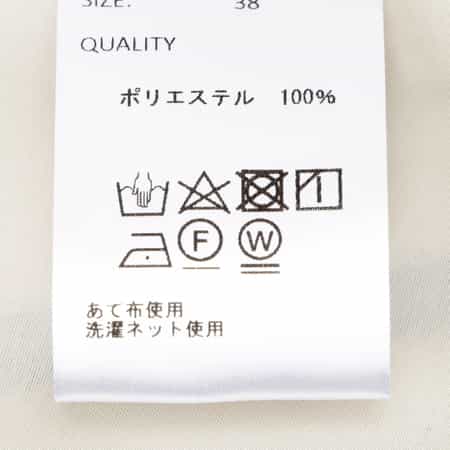 SIZE. 38
QUALITY
ポリエステル 100%
F W
あて布使用
洗濯ネット使用